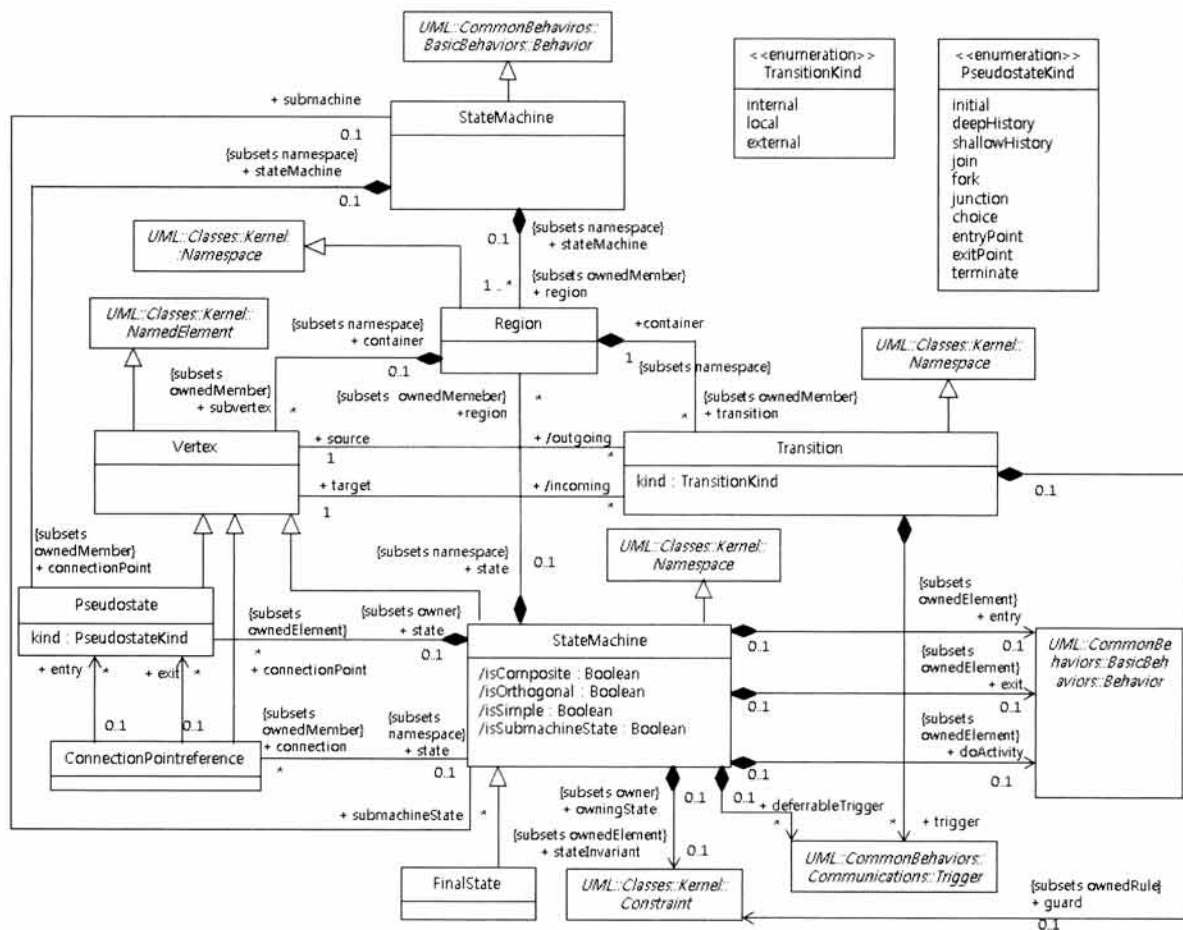 UML::CommonBehaviros::
BasicBehaviors::Behavior
<<enumeration>>
TransitionKind
internal
local
external
<<enumeration>>
PseudostateKind
initial
deepHistory
shallowHistory
join
fork
junction
choice
entryPoint
exitPoint
terminate
+ submachine
0..1
StateMachine
{subsets namespace}
+ stateMachine
0..1
0..1
{subsets namespace}
+ stateMachine
UML::Classes::Kernel:
:Namespace
1 .. *
{subsets ownedMember}
+ region
UML::Classes::Kernel::
NamedElement
{subsets namespace}
+ container
0..1
Region
+container
1
{subsets namespace}
UML::Classes::Kernel::
Namespace
{subsets
ownedMember}
+ subvertex
*
{subsets ownedMemeber}
+region
*
{subsets ownedMember}
+ transition
*
Vertex
+ source
1
+ /outgoing
*
Transition
kind : TransitionKind
+ target
1
+ /incoming
*
0..1
{subsets
ownedMember}
+ connectionPoint
{subsets namespace}
+ state
0..1
UML::Classes::Kernel::
Namespace
Pseudostate
kind : PseudostateKind
{subsets
ownedElement}
*
+ connectionPoint
{subsets owner}
+ state
0..1
StateMachine
/isComposite : Boolean
/isOrthogonal : Boolean
/isSimple : Boolean
/isSubmachineState : Boolean
{subsets
ownedElement}
+ entry
0..1
0..1
{subsets
ownedElement}
+ exit
0..1
0..1
{subsets
ownedElement}
+ doActivity
0..1
0..1
UML::CommonBe
haviors::BasicBeh
aviors::Behavior
+ entry
*
+ exit
*
0..1
0..1
ConnectionPointreference
{subsets
ownedMember}
+ connection
*
{subsets
namespace}
+ state
0..1
+ submachineState
*
{subsets owner}
+ owningState
0..1
0..1
+ deferrableTrigger
*
*
+ trigger
{subsets ownedElement}
+ stateInvariant
0..1
FinalState
UML::Classes::Kernel::
Constraint
UML::CommonBehaviors::
Communications::Trigger
{subsets ownedRule}
+ guard
0..1